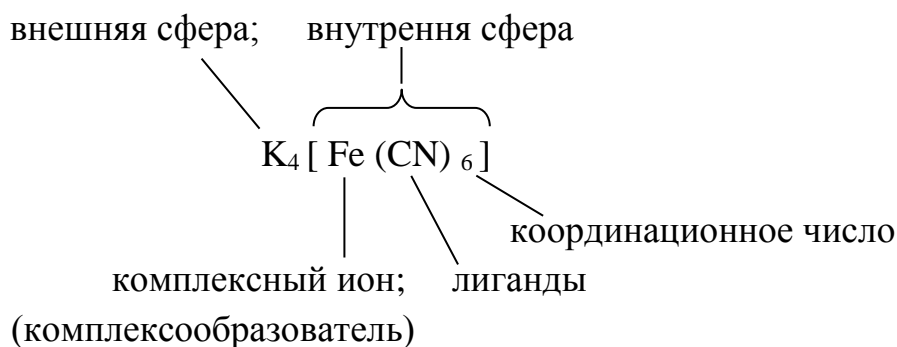 внешняя сфера; внутрення сфера
K₄ [ Fe (CN) ₆ ]
координационное число
комплексный ион; лиганды
(комплексообразователь)